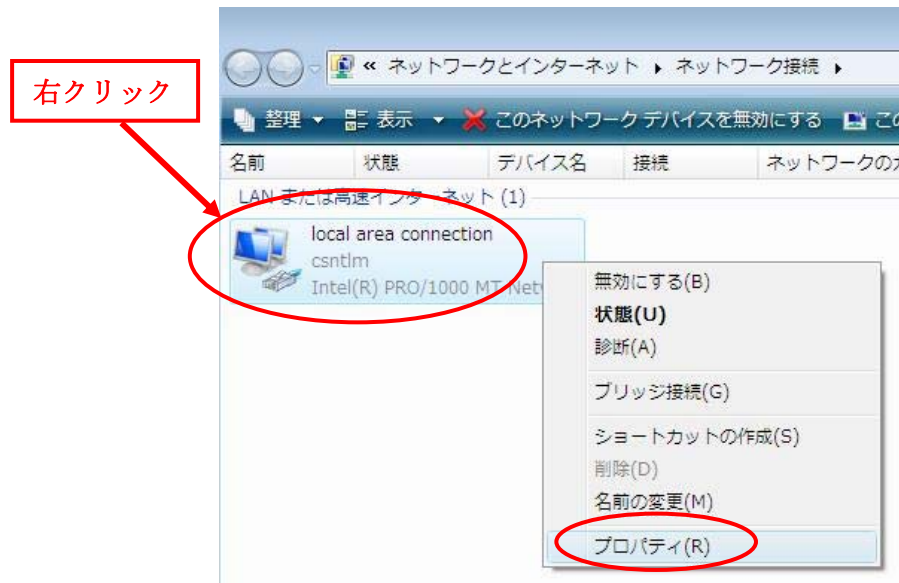 右クリック
« ネットワークとインターネット ▸ ネットワーク接続 ▸
整理 ▼ 表示 ▼ このネットワーク デバイスを無効にする この
名前 状態 デバイス名 接続 ネットワークのカ
LAN または高速インターネット (1)
local area connection
csntlm
Intel(R) PRO/1000 MT Netw
無効にする(B)
状態(U)
診断(A)
ブリッジ接続(G)
ショートカットの作成(S)
削除(D)
名前の変更(M)
プロパティ(R)